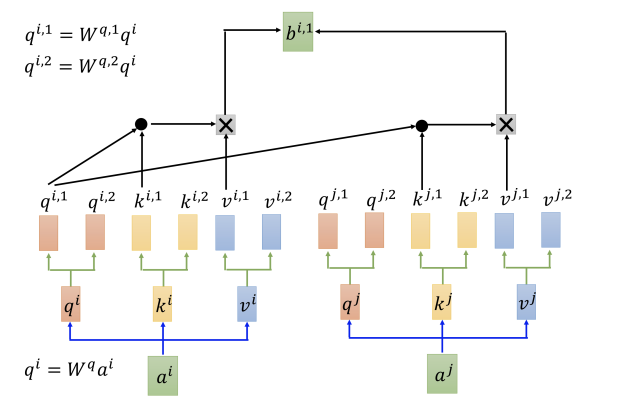 q^{i,1} = W^{q,1}q^i
q^{i,2} = W^{q,2}q^i
b^{i,1}
q^{i,1} q^{i,2} k^{i,1} k^{i,2} v^{i,1} v^{i,2} q^{j,1} q^{j,2} k^{j,1} k^{j,2} v^{j,1} v^{j,2}
q^i k^i v^i q^j k^j v^j
q^i = W^q a^i
a^i a^j